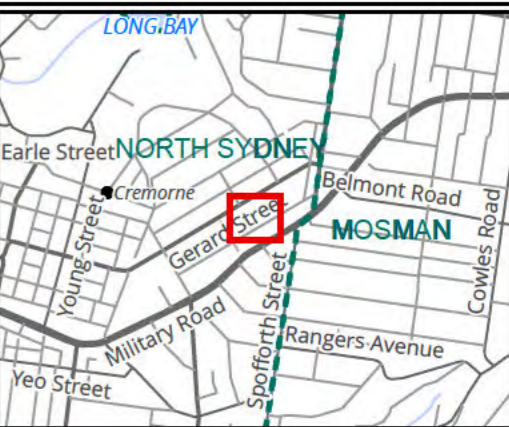 LONG BAY
Earle Street
NORTH SYDNEY
Cremorne
Belmont Road
Gerard Street
MOSMAN
Young Street
Cowles Road
Military Road
Spofforth Street
Rangers Avenue
Yeo Street